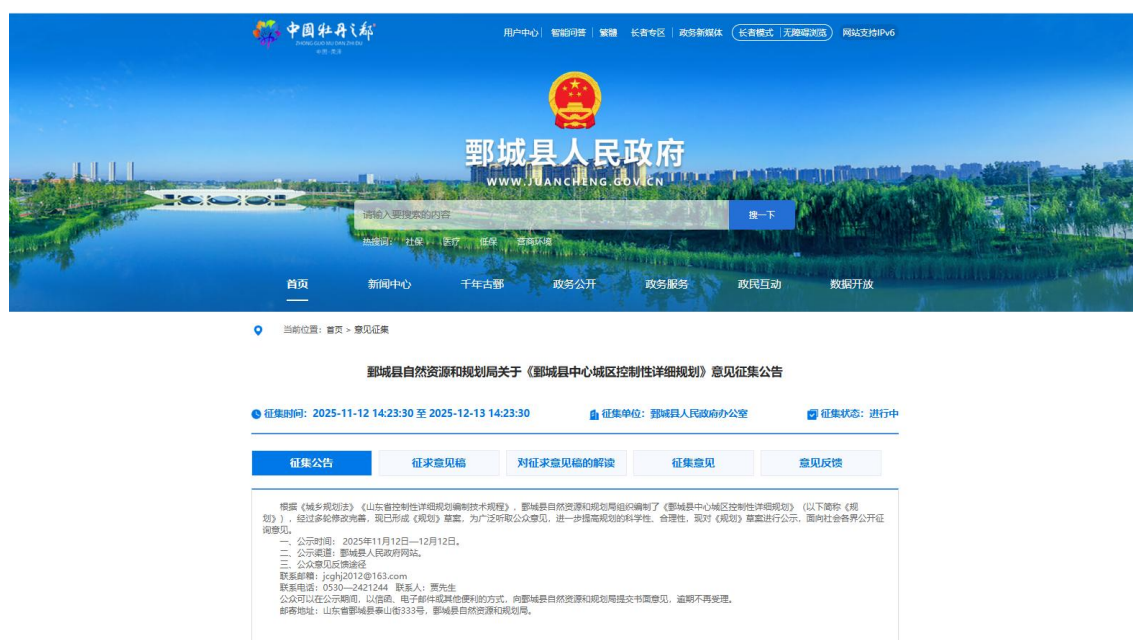 中国牡丹之都
ZHONG GUO MU DAN ZHI DU
中国·菏泽
用户中心 智能问答 繁體 长者专区 政务新媒体 长者模式 无障碍浏览 网站支持IPv6
鄄城县人民政府
WWW.JUANCHENG.GOV.CN
请输入要搜索的内容 搜一下
热搜词： 社保 医疗 低保 营商环境
首页 新闻中心 千年古鄄 政务公开 政务服务 政民互动 数据开放
当前位置：首页 > 意见征集
鄄城县自然资源和规划局关于《鄄城县中心城区控制性详细规划》意见征集公告
征集时间：2025-11-12 14:23:30 至 2025-12-13 14:23:30 征集单位：鄄城县人民政府办公室 征集状态：进行中
征集公告 征求意见稿 对征求意见稿的解读 征集意见 意见反馈
根据《城乡规划法》《山东省控制性详细规划编制技术规程》，鄄城县自然资源和规划局组织编制了《鄄城县中心城区控制性详细规划》（以下简称《规
划》），经过多轮修改完善，现已形成《规划》草案，为广泛听取公众意见，进一步提高规划的科学性、合理性，现对《规划》草案进行公示，面向社会各界公开征
询意见。
一、公示时间： 2025年11月12日—12月12日。
二、公示渠道：鄄城县人民政府网站。
三、公众意见反馈途径
联系邮箱：jcghj2012@163.com
联系电话：0530—2421244 联系人：贾先生
公众可以在公示期间，以信函、电子邮件或其他便利的方式，向鄄城县自然资源和规划局提交书面意见，逾期不再受理。
邮寄地址：山东省鄄城县泰山街333号，鄄城县自然资源和规划局。